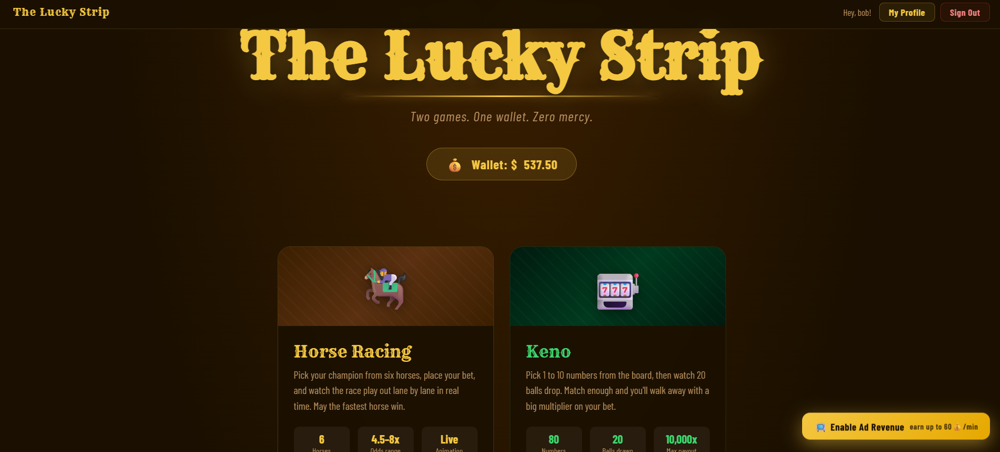 The Lucky Strip
Hey, bob!
My Profile
Sign Out
The Lucky Strip
Two games. One wallet. Zero mercy.
Wallet: $ 537.50
7 7 7
Horse Racing
Pick your champion from six horses, place your bet,
and watch the race play out lane by lane in real
time. May the fastest horse win.
6
Horses
4.5–8x
Odds range
Live
Animation
Keno
Pick 1 to 10 numbers from the board, then watch 20
balls drop. Match enough and you'll walk away with a
big multiplier on your bet.
80
Numbers
20
Balls drawn
10,000x
Max payout
Enable Ad Revenue earn up to 60 💰/min